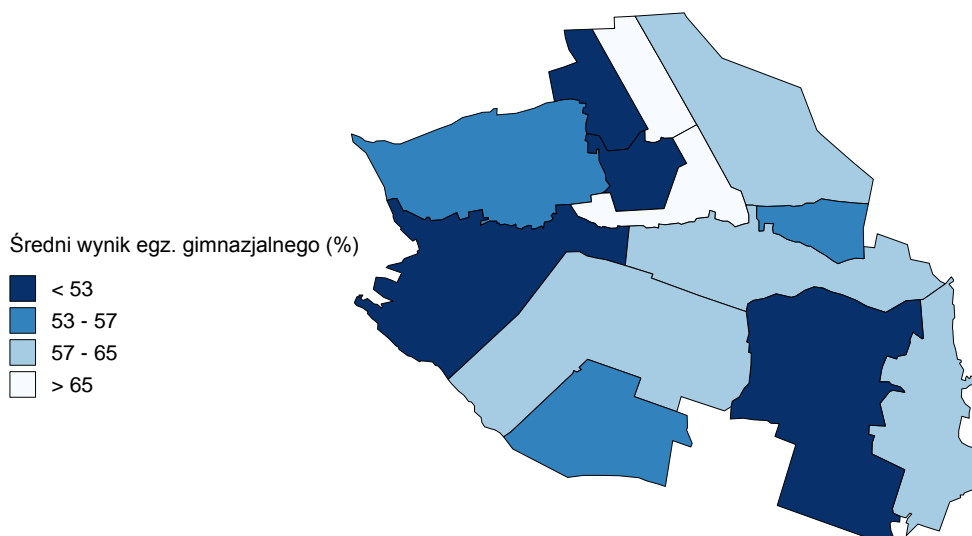 Średni wynik egz. gimnazjalnego (%)
< 53
53 - 57
57 - 65
> 65